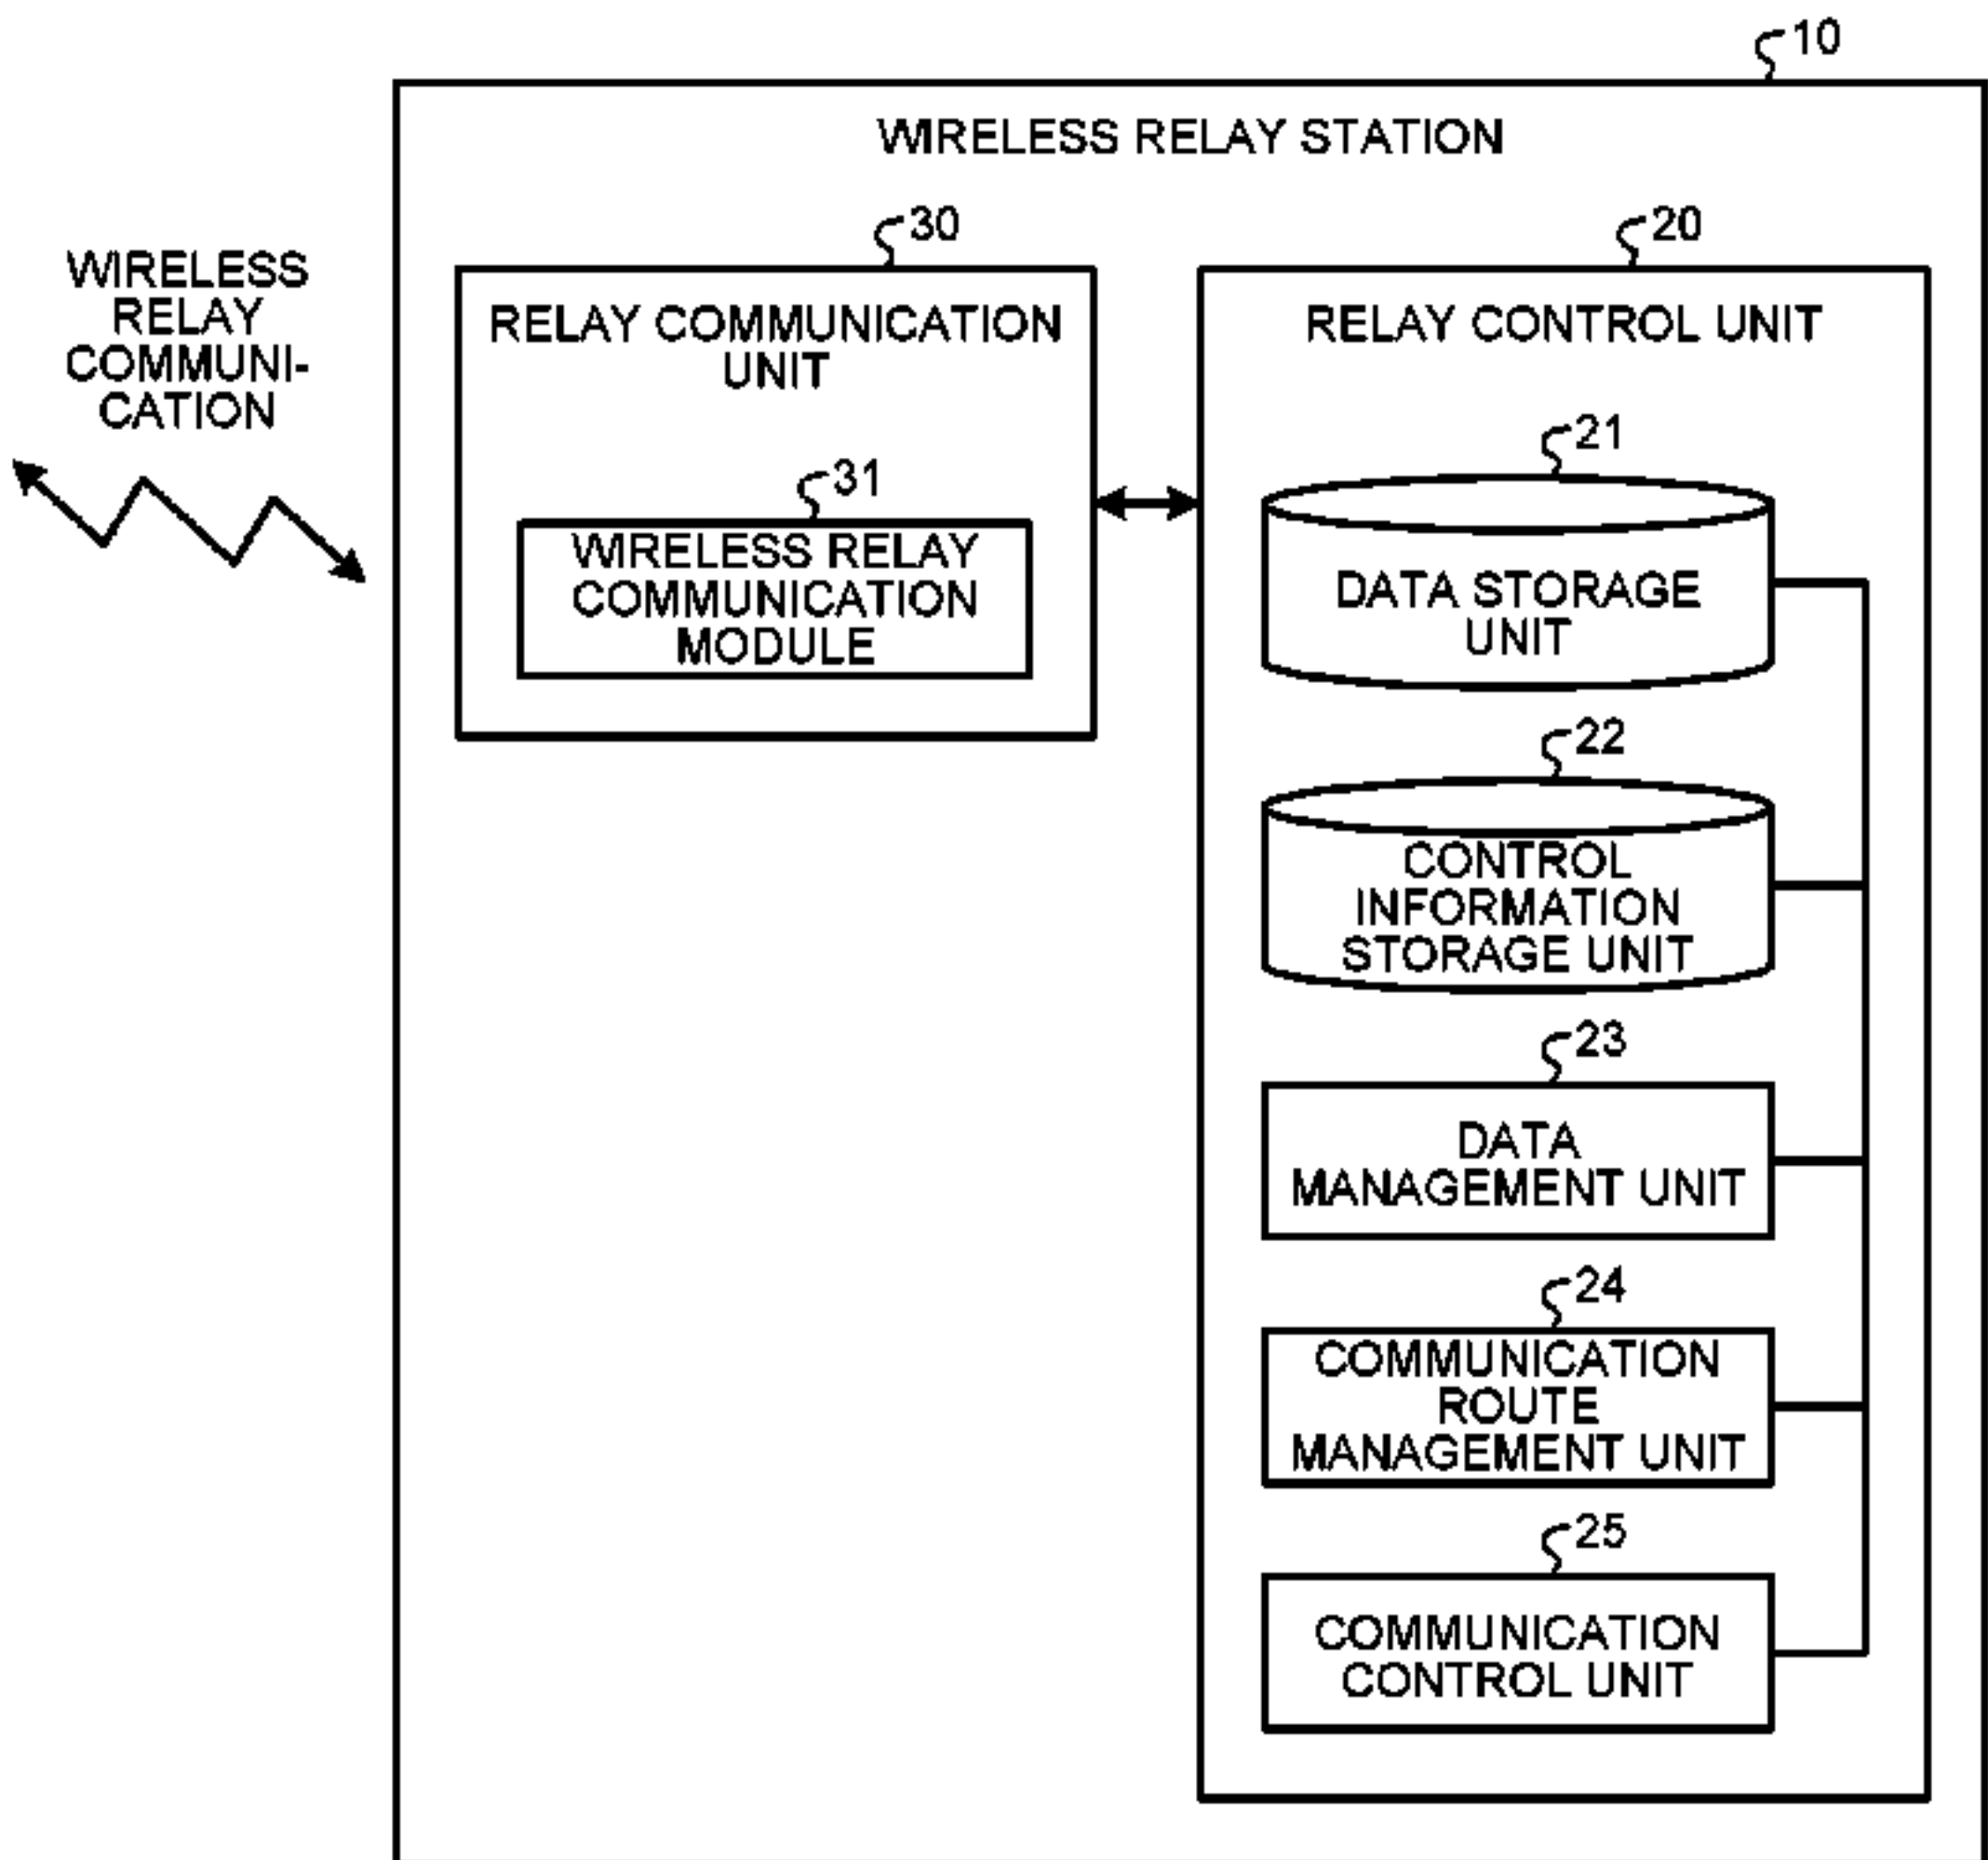 10
WIRELESS RELAY STATION
WIRELESS
RELAY
COMMUNI-
CATION
30
RELAY COMMUNICATION
UNIT
31
WIRELESS RELAY
COMMUNICATION
MODULE
20
RELAY CONTROL UNIT
21
DATA STORAGE
UNIT
22
CONTROL
INFORMATION
STORAGE UNIT
23
DATA
MANAGEMENT UNIT
24
COMMUNICATION
ROUTE
MANAGEMENT UNIT
25
COMMUNICATION
CONTROL UNIT